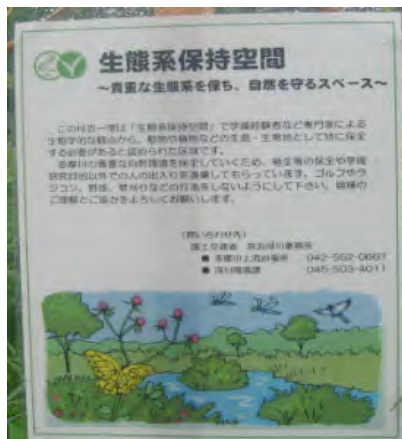 生態系保持空間
～貴重な生態系を保ち、自然を守るスペース～
この付近一帯は「生態系保持空間」で学識経験者など専門家による
生態学的な観点から、動物や植物などの生息・生育地として特に保全
する必要があると認められた区域です。
多摩川の貴重な自然環境を保全していくため、衛生等の保全や学術
研究目的以外での人の出入りを遠慮してもらっています。ゴルフやラ
ジコン、野球、草刈りなどの行為をしないようにして下さい。皆様の
ご理解とご協力をよろしくお願いします。
（問い合わせ先）
国土交通省 京浜河川事務所
● 多摩川上流出張所 042-552-0667
● 河川環境課 045-503-4011